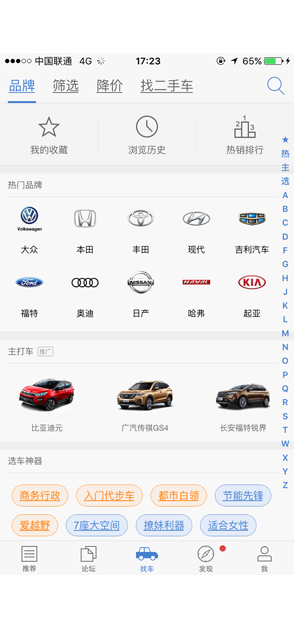 中国联通 4G 17:23 65%
品牌 筛选 降价 找二手车
我的收藏 浏览历史 热销排行
热门品牌
Volkswagen
大众 本田 丰田 现代 吉利汽车
Ford NISSAN HAVAL KIA
福特 奥迪 日产 哈弗 起亚
主打车 推广
比亚迪元 广汽传祺GS4 长安福特锐界
选车神器
商务行政 入门代步车 都市白领 节能先锋
爱越野 7座大空间 撩妹利器 适合女性
推荐 论坛 找车 发现 我
★
热
主
选
A
B
C
D
F
G
H
J
K
L
M
N
O
P
Q
R
S
T
W
X
Y
Z